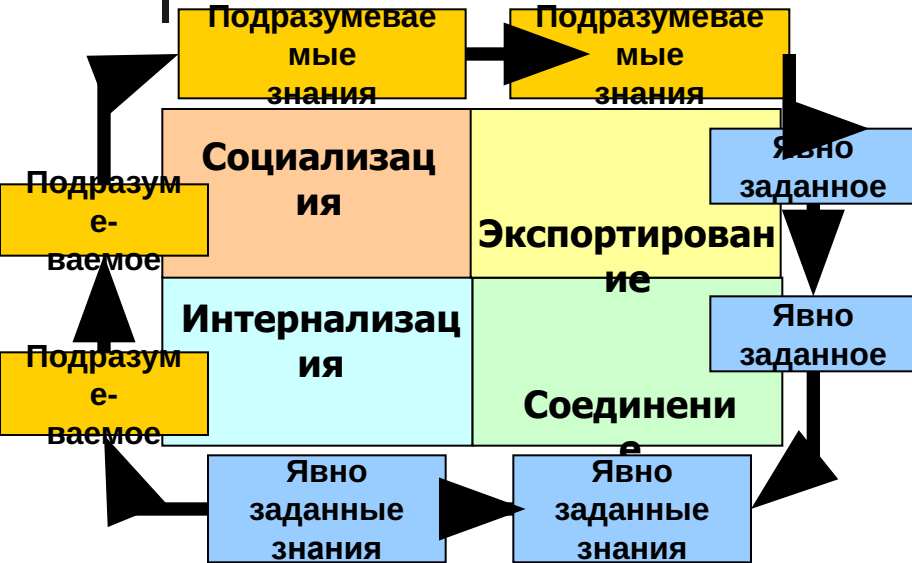 Подразумевае
мые
знания
Подразумевае
мые
знания
Социализац
ия
Явно
заданное
Подразум
е-
ваемое
Экспортирован
ие
Интернализац
ия
Явно
заданное
Подразум
е-
ваемое
Соединени
е
Явно
заданные
знания
Явно
заданные
знания